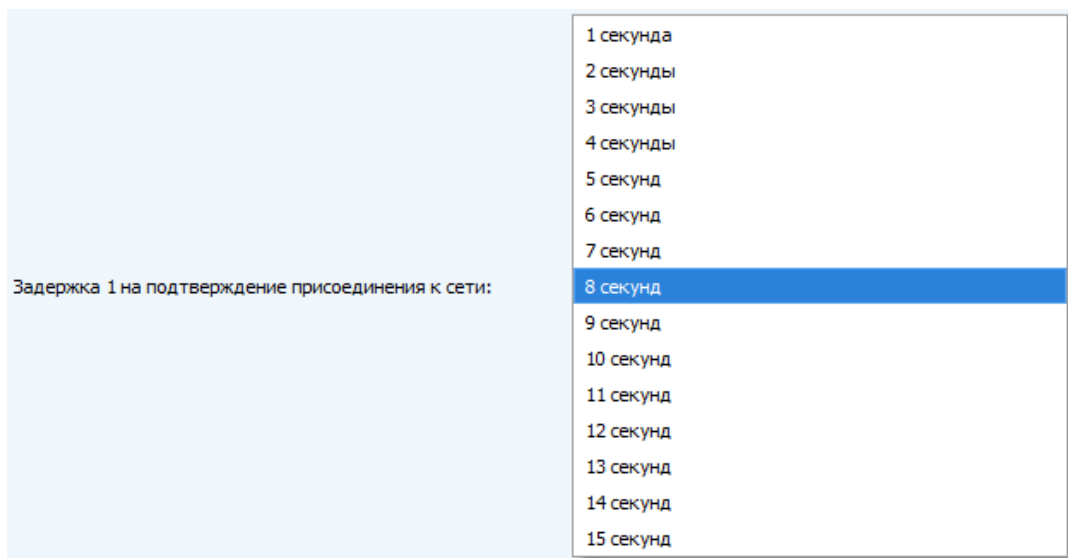 1 секунда
2 секунды
3 секунды
4 секунды
5 секунд
6 секунд
7 секунд
Задержка 1 на подтверждение присоединения к сети:
8 секунд
9 секунд
10 секунд
11 секунд
12 секунд
13 секунд
14 секунд
15 секунд